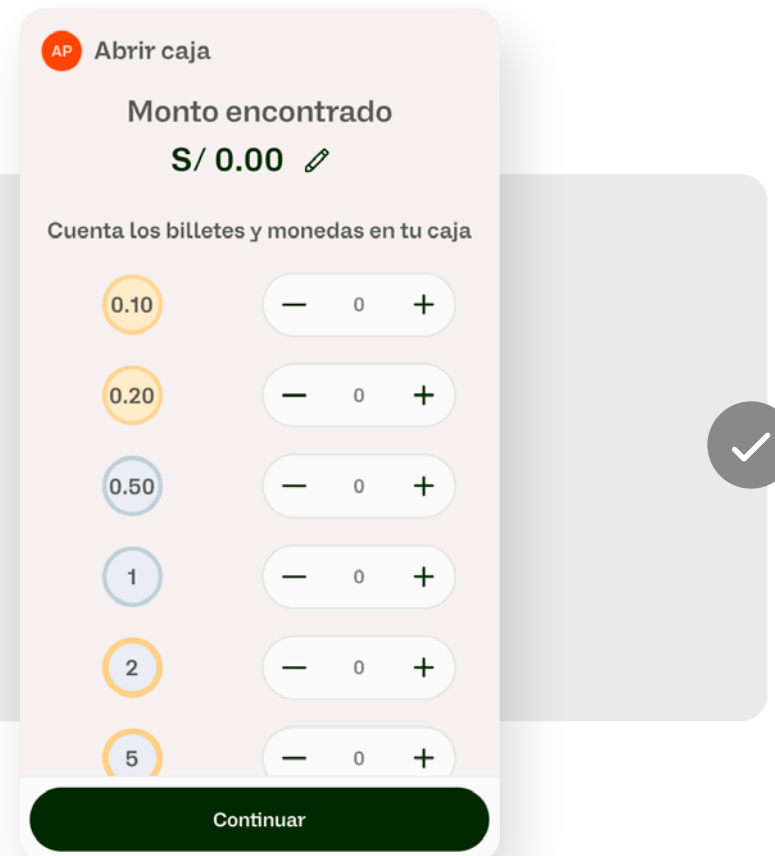 AP Abrir caja
Monto encontrado
S/ 0.00
Cuenta los billetes y monedas en tu caja
0.10 — 0 +
0.20 — 0 +
0.50 — 0 +
1 — 0 +
2 — 0 +
5 — 0 +
Continuar